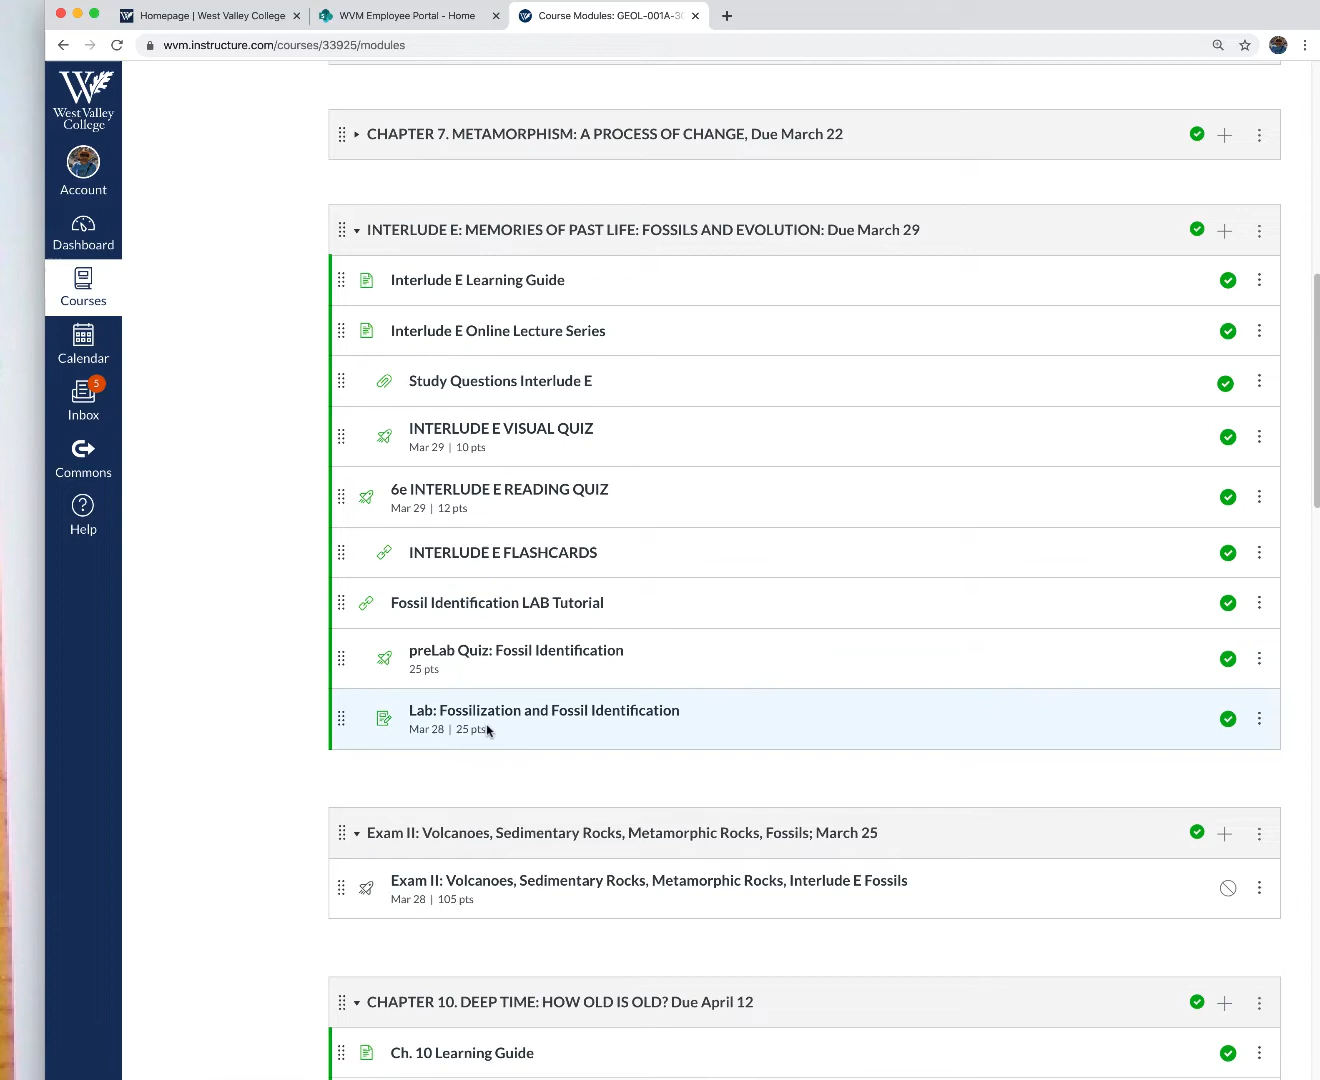 Homepage | West Valley College
WVM Employee Portal - Home
Course Modules: GEOL-001A-
wvm.instructure.com/courses/33925/modules
West Valley
College
Account
Dashboard
Courses
Calendar
5
Inbox
Commons
Help
CHAPTER 7. METAMORPHISM: A PROCESS OF CHANGE, Due March 22
INTERLUDE E: MEMORIES OF PAST LIFE: FOSSILS AND EVOLUTION: Due March 29
Interlude E Learning Guide
Interlude E Online Lecture Series
Study Questions Interlude E
INTERLUDE E VISUAL QUIZ
Mar 29 | 10 pts
6e INTERLUDE E READING QUIZ
Mar 29 | 12 pts
INTERLUDE E FLASHCARDS
Fossil Identification LAB Tutorial
preLab Quiz: Fossil Identification
25 pts
Lab: Fossilization and Fossil Identification
Mar 28 | 25 pts
Exam II: Volcanoes, Sedimentary Rocks, Metamorphic Rocks, Fossils; March 25
Exam II: Volcanoes, Sedimentary Rocks, Metamorphic Rocks, Interlude E Fossils
Mar 28 | 105 pts
CHAPTER 10. DEEP TIME: HOW OLD IS OLD? Due April 12
Ch. 10 Learning Guide